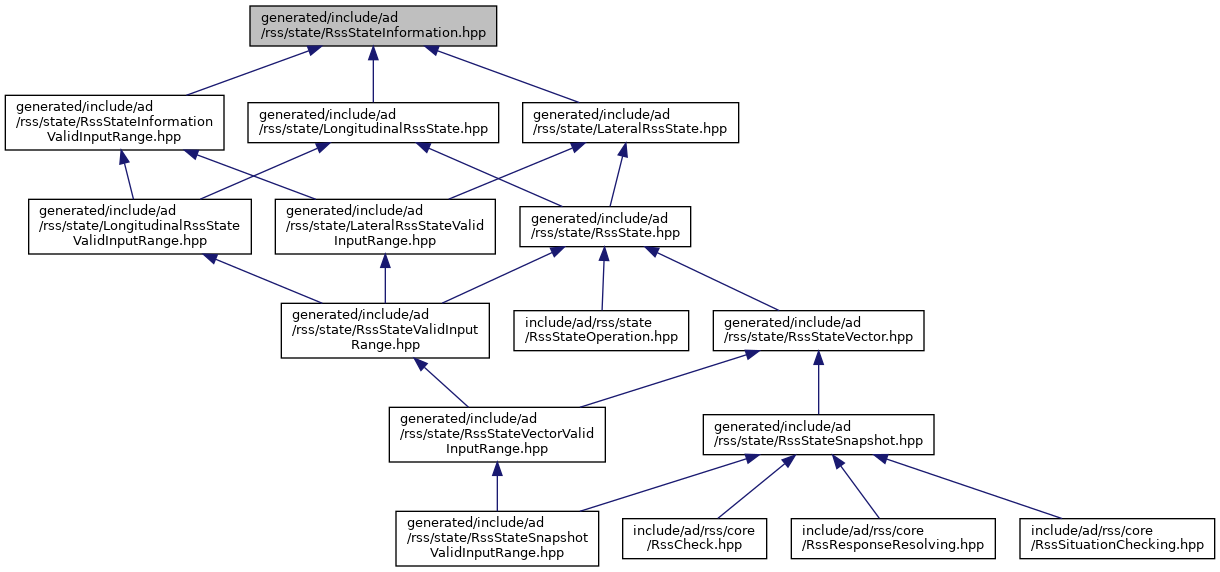 generated/include/ad
/rss/state/RssStateInformation.hpp
generated/include/ad
/rss/state/RssStateInformation
ValidInputRange.hpp
generated/include/ad
/rss/state/LongitudinalRssState.hpp
generated/include/ad
/rss/state/LateralRssState.hpp
generated/include/ad
/rss/state/LongitudinalRssState
ValidInputRange.hpp
generated/include/ad
/rss/state/LateralRssStateValid
InputRange.hpp
generated/include/ad
/rss/state/RssState.hpp
generated/include/ad
/rss/state/RssStateValidInput
Range.hpp
include/ad/rss/state
/RssStateOperation.hpp
generated/include/ad
/rss/state/RssStateVector.hpp
generated/include/ad
/rss/state/RssStateVectorValid
InputRange.hpp
generated/include/ad
/rss/state/RssStateSnapshot.hpp
generated/include/ad
/rss/state/RssStateSnapshot
ValidInputRange.hpp
include/ad/rss/core
/RssCheck.hpp
include/ad/rss/core
/RssResponseResolving.hpp
include/ad/rss/core
/RssSituationChecking.hpp